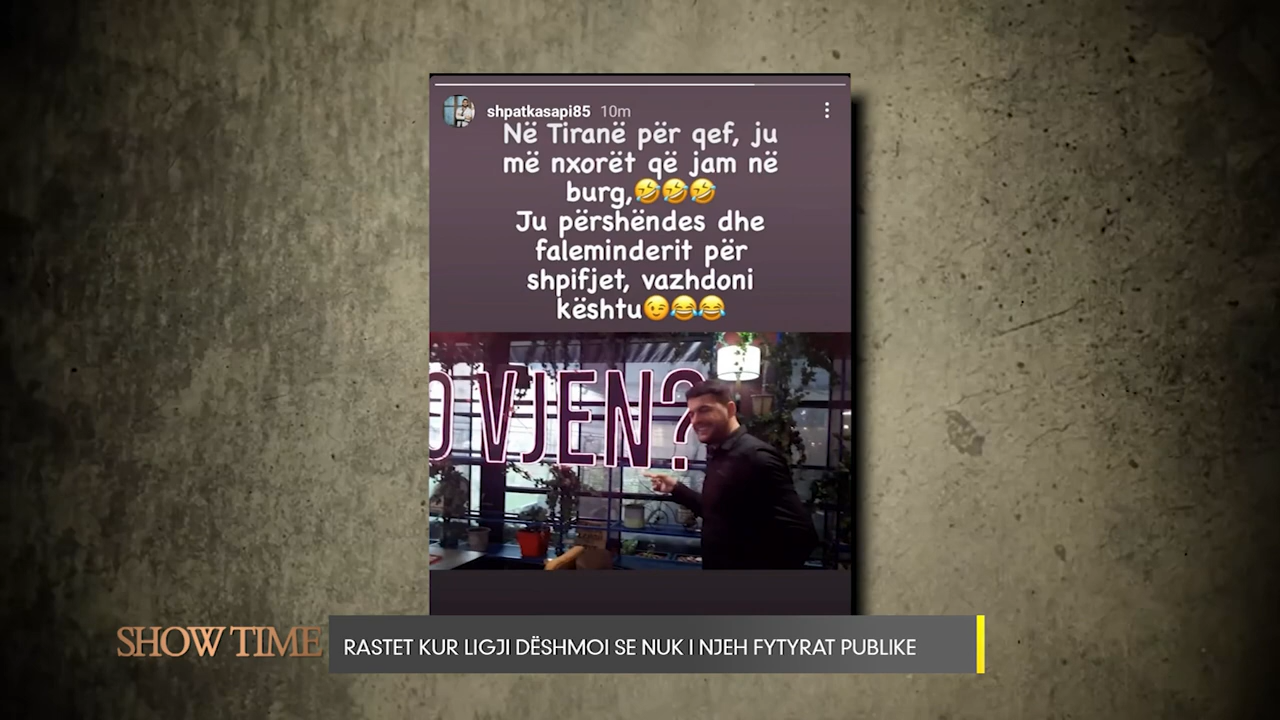 shpatkasapi85 10m
Në Tiranë për qef, ju
më nxorët që jam në
burg,🤣🤣🤣
Ju përshëndes dhe
faleminderit për
shpifjet, vazhdoni
kështu😉😂😂
O VJEN?
SHOW TIME
RASTET KUR LIGJI DËSHMOI SE NUK I NJEH FYTYRAT PUBLIKE